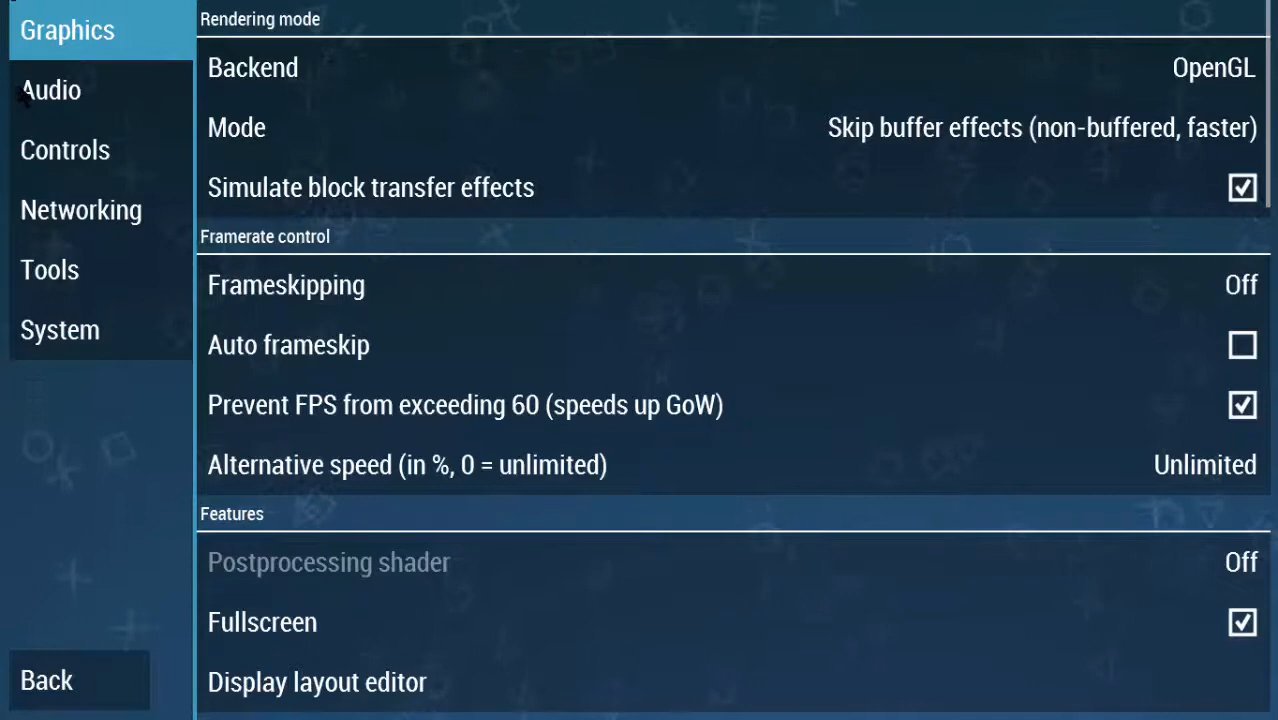 Graphics
Audio
Controls
Networking
Tools
System
Back
Rendering mode
Backend OpenGL
Mode Skip buffer effects (non-buffered, faster)
Simulate block transfer effects
Framerate control
Frameskipping Off
Auto frameskip
Prevent FPS from exceeding 60 (speeds up GoW)
Alternative speed (in %, 0 = unlimited) Unlimited
Features
Postprocessing shader Off
Fullscreen
Display layout editor